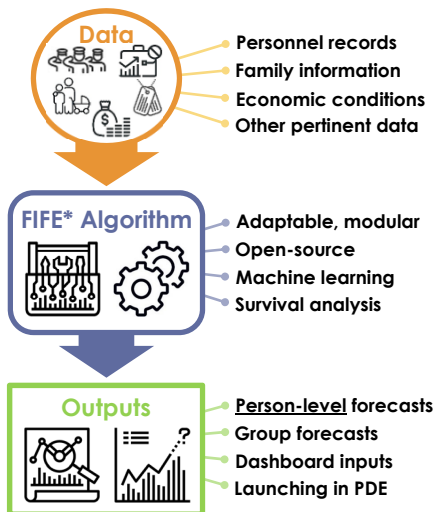 Data
Personnel records
Family information
Economic conditions
Other pertinent data
FIFE* Algorithm
Adaptable, modular
Open-source
Machine learning
Survival analysis
Outputs
Person-level forecasts
Group forecasts
Dashboard inputs
Launching in PDE
?
$